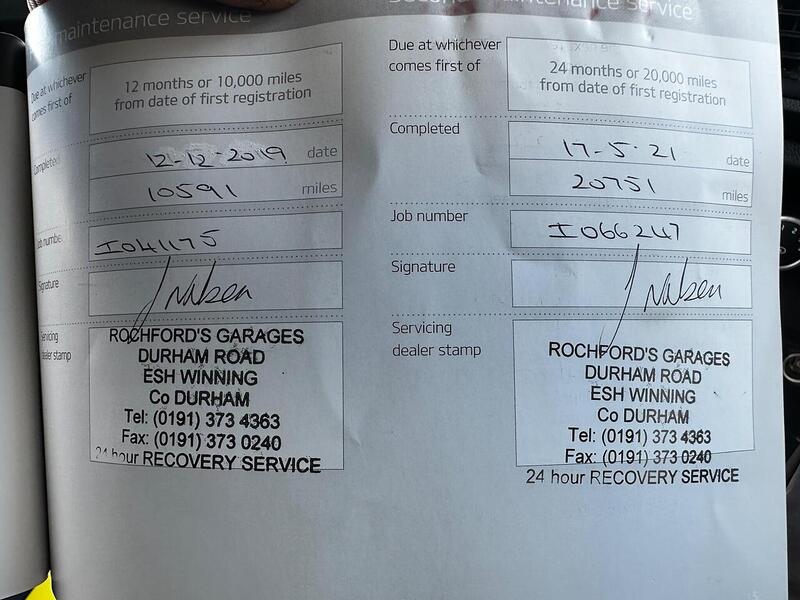 maintenance service
Due at whichever
comes first of
12 months or 10,000 miles
from date of first registration
Completed
12-12-2019 date
10591 miles
Job number
I041175
Signature
Servicing
dealer stamp
ROCHFORD'S GARAGES
DURHAM ROAD
ESH WINNING
Co DURHAM
Tel: (0191) 373 4363
Fax: (0191) 373 0240
24 hour RECOVERY SERVICE
maintenance service
Due at whichever
comes first of
24 months or 20,000 miles
from date of first registration
Completed
17-5-21 date
20751 miles
Job number
I066247
Signature
Servicing
dealer stamp
ROCHFORD'S GARAGES
DURHAM ROAD
ESH WINNING
Co DURHAM
Tel: (0191) 373 4363
Fax: (0191) 373 0240
24 hour RECOVERY SERVICE